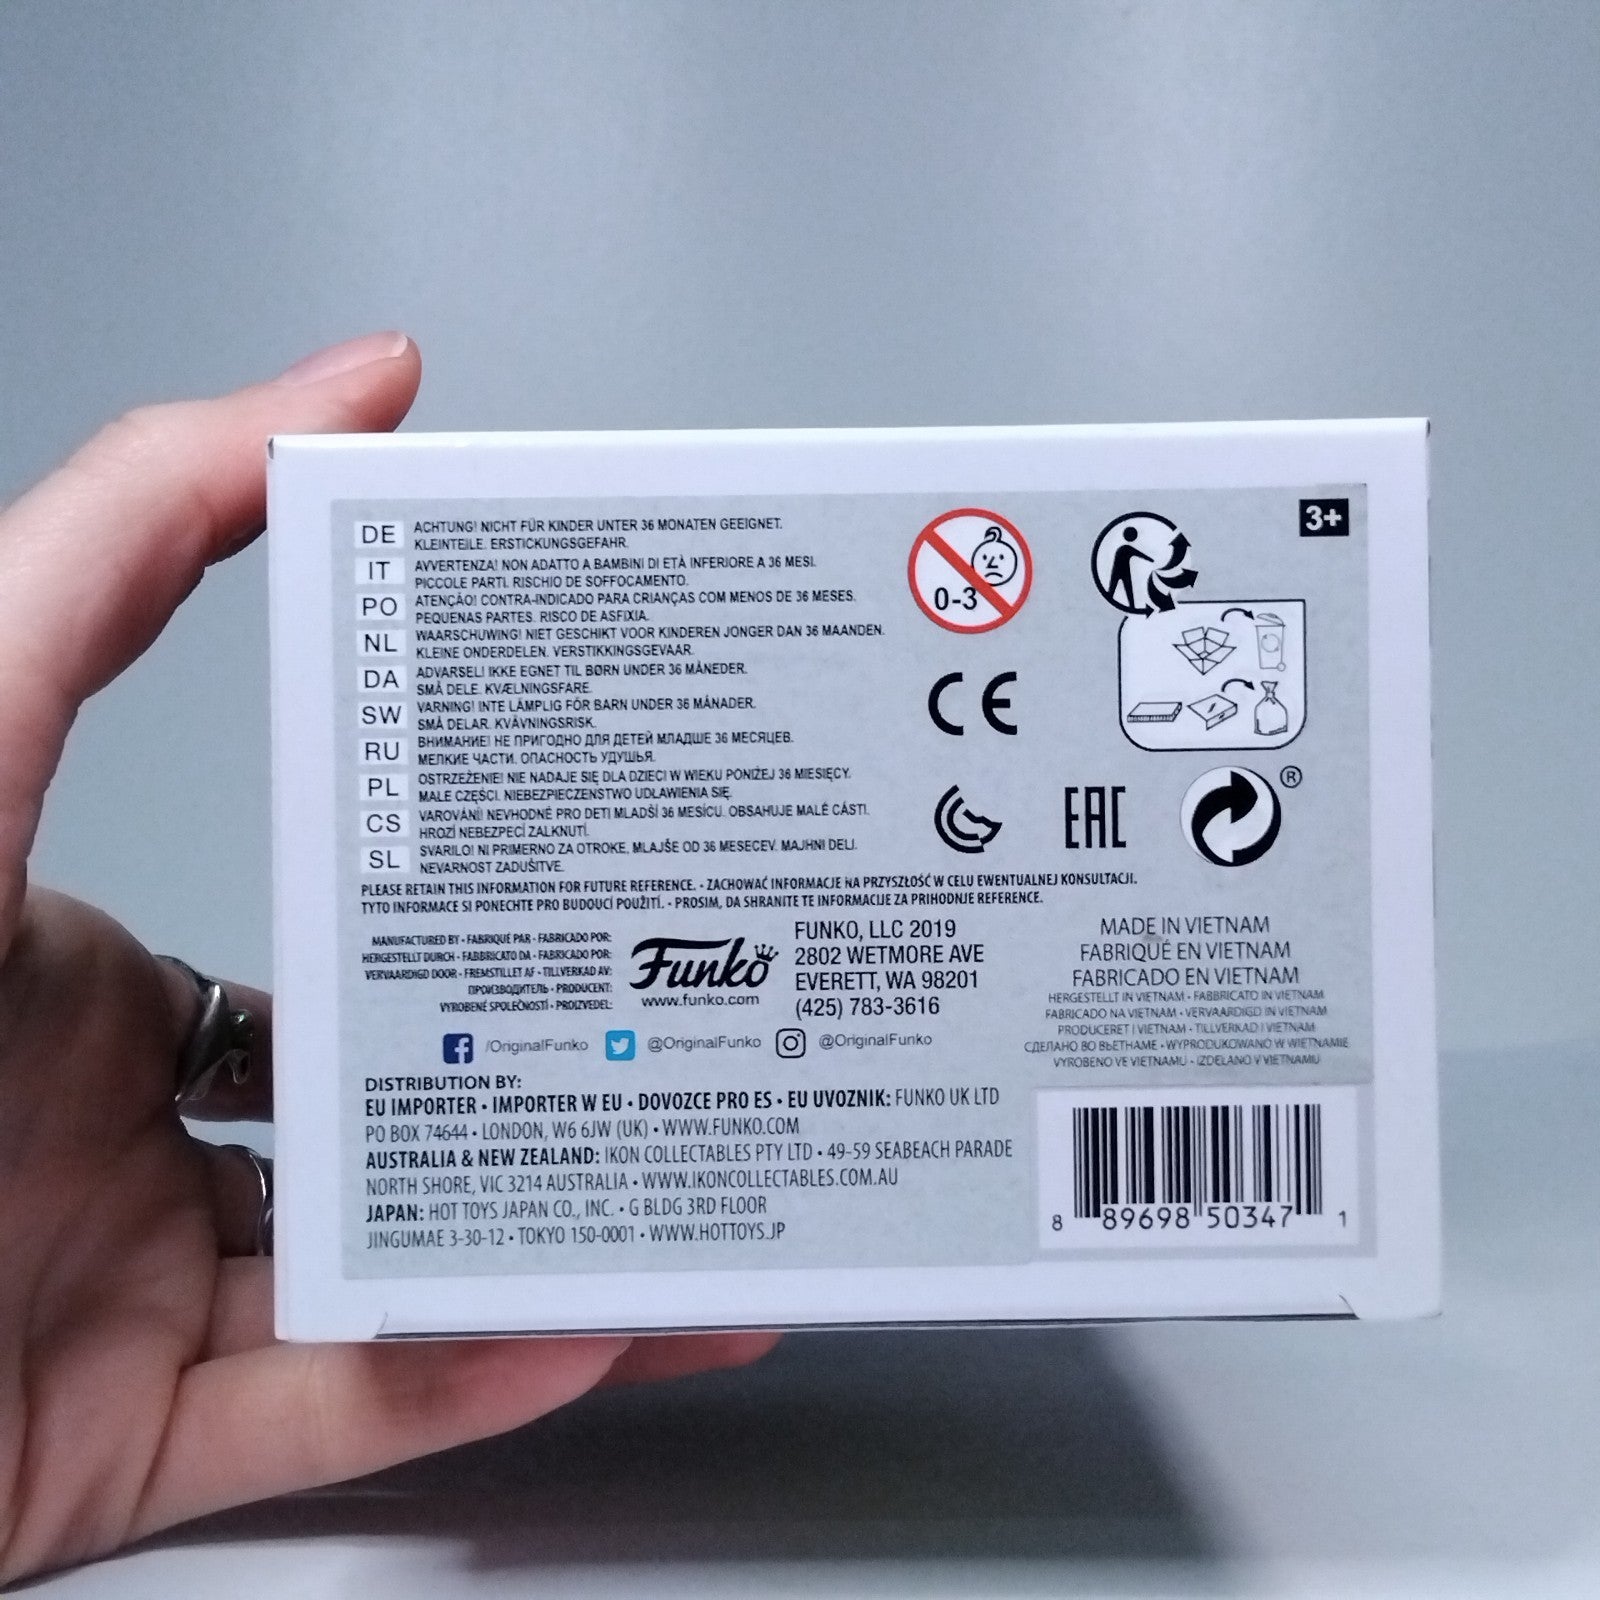 DE ACHTUNG! NICHT FÜR KINDER UNTER 36 MONATEN GEEIGNET.
KLEINTEILE. ERSTICKUNGSGEFAHR.
IT AVVERTENZA! NON ADATTO A BAMBINI DI ETÀ INFERIORE A 36 MESI.
PICCOLE PARTI. RISCHIO DE SOFFOCAMENTO.
PO ATENÇÃO! CONTRA-INDICADO PARA CRIANÇAS COM MENOS DE 36 MESES.
PEQUENAS PARTES. RISCO DE ASFIXIA.
NL WAARSCHUWING! NIET GESCHIKT VOOR KINDEREN JONGER DAN 36 MAANDEN.
KLEINE ONDERDELEN. VERSTIKKINGSGEVAAR.
DA ADVARSEL! IKKE EGNET TIL BØRN UNDER 36 MÅNEDER.
SMÅ DELE. KVÆLNINGSFARE.
SW VARNING! INTE LÄMPLIG FÖR BARN UNDER 36 MÅNADER.
SMÅ DELAR. KVÄVNINGSRISK.
RU ВНИМАНИЕ! НЕ ПРИГОДНО ДЛЯ ДЕТЕЙ МЛАДШЕ 36 МЕСЯЦЕВ.
МЕЛКИЕ ЧАСТИ. ОПАСНОСТЬ УДУШЬЯ.
PL OSTRZEŻENIE! NIE NADAJE SIĘ DLA DZIECI W WIEKU PONIŻEJ 36 MIESIĘCY.
MAŁE CZĘŚCI. NIEBEZPIECZENSTWO UDŁAWIENIA SIĘ.
CS VAROVÁNÍ! NEVHODNÉ PRO DETI MLADŠÍ 36 MESÍCU. OBSAHUJE MALÉ CÁSTI.
HROZÍ NEBEZPECÍ ZALKNUTÍ.
SL SVARILO! NI PRIMERNO ZA OTROKE, MLAJŠE OD 36 MESECEV. MAJHNI DELI.
NEVARNOST ZADUŠITVE.
0-3
3+
CE
EAC
®
PLEASE RETAIN THIS INFORMATION FOR FUTURE REFERENCE. • ZACHOWAĆ INFORMACJE NA PRZYSZŁOŚĆ W CELU EWENTUALNEJ KONSULTACJI.
TYTO INFORMACE SI PONECHTE PRO BUDOUCÍ POUŽITÍ. • PROSIM, DA SHRANITE TE INFORMACIJE ZA PRIHODNJE REFERENCE.
MANUFACTURED BY • FABRIQUÉ PAR • FABRICADO POR:
HERGESTELLT DURCH • FABBRICATO DA • FABRICADO POR:
VERVAARDIGD DOOR • FREMSTILLET AF • TILLVERKAD AV:
ПРОИЗВОДИТЕЛЬ • PRODUCENT:
VYROBENÉ SPOLEČNOSTÍ • PROIZVEDEL:
Funko
www.funko.com
FUNKO, LLC 2019
2802 WETMORE AVE
EVERETT, WA 98201
(425) 783-3616
MADE IN VIETNAM
FABRIQUÉ EN VIETNAM
FABRICADO EN VIETNAM
HERGESTELLT IN VIETNAM • FABBRICATO IN VIETNAM
FABRICADO NA VIETNAM • VERVAARDIGD IN VIETNAM
PRODUCERET I VIETNAM • TILLVERKAD I VIETNAM
СДЕЛАНО ВО ВЬЕТНАМЕ • WYPRODUKOWANO W WIETNAMIE
VYROBENO VE VIETNAMU • IZDELANO V VIETNAMU
/OriginalFunko @OriginalFunko @OriginalFunko
DISTRIBUTION BY:
EU IMPORTER • IMPORTER W EU • DOVOZCE PRO ES • EU UVOZNIK: FUNKO UK LTD
PO BOX 74644 • LONDON, W6 6JW (UK) • WWW.FUNKO.COM
AUSTRALIA & NEW ZEALAND: IKON COLLECTABLES PTY LTD • 49-59 SEABEACH PARADE
NORTH SHORE, VIC 3214 AUSTRALIA • WWW.IKONCOLLECTABLES.COM.AU
JAPAN: HOT TOYS JAPAN CO., INC. • G BLDG 3RD FLOOR
JINGUMAE 3-30-12 • TOKYO 150-0001 • WWW.HOTTOYS.JP
8 89698 50347 1